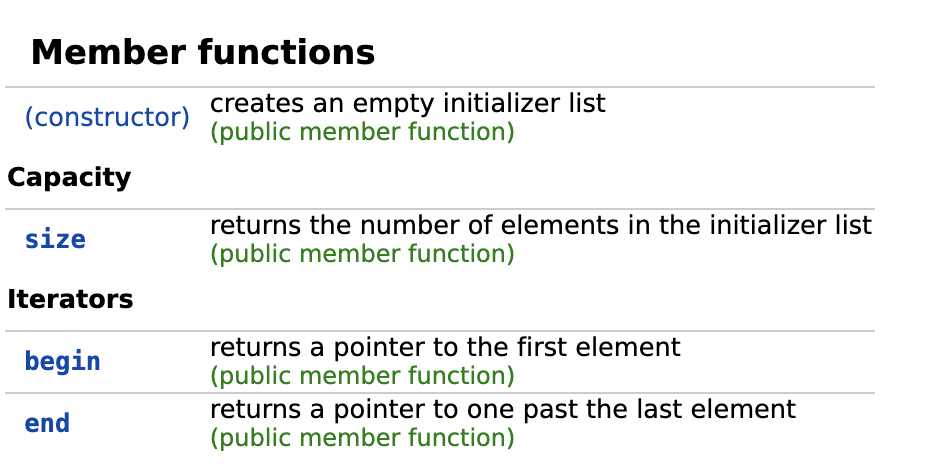 Member functions
(constructor) creates an empty initializer list
(public member function)
Capacity
size returns the number of elements in the initializer list
(public member function)
Iterators
begin returns a pointer to the first element
(public member function)
end returns a pointer to one past the last element
(public member function)